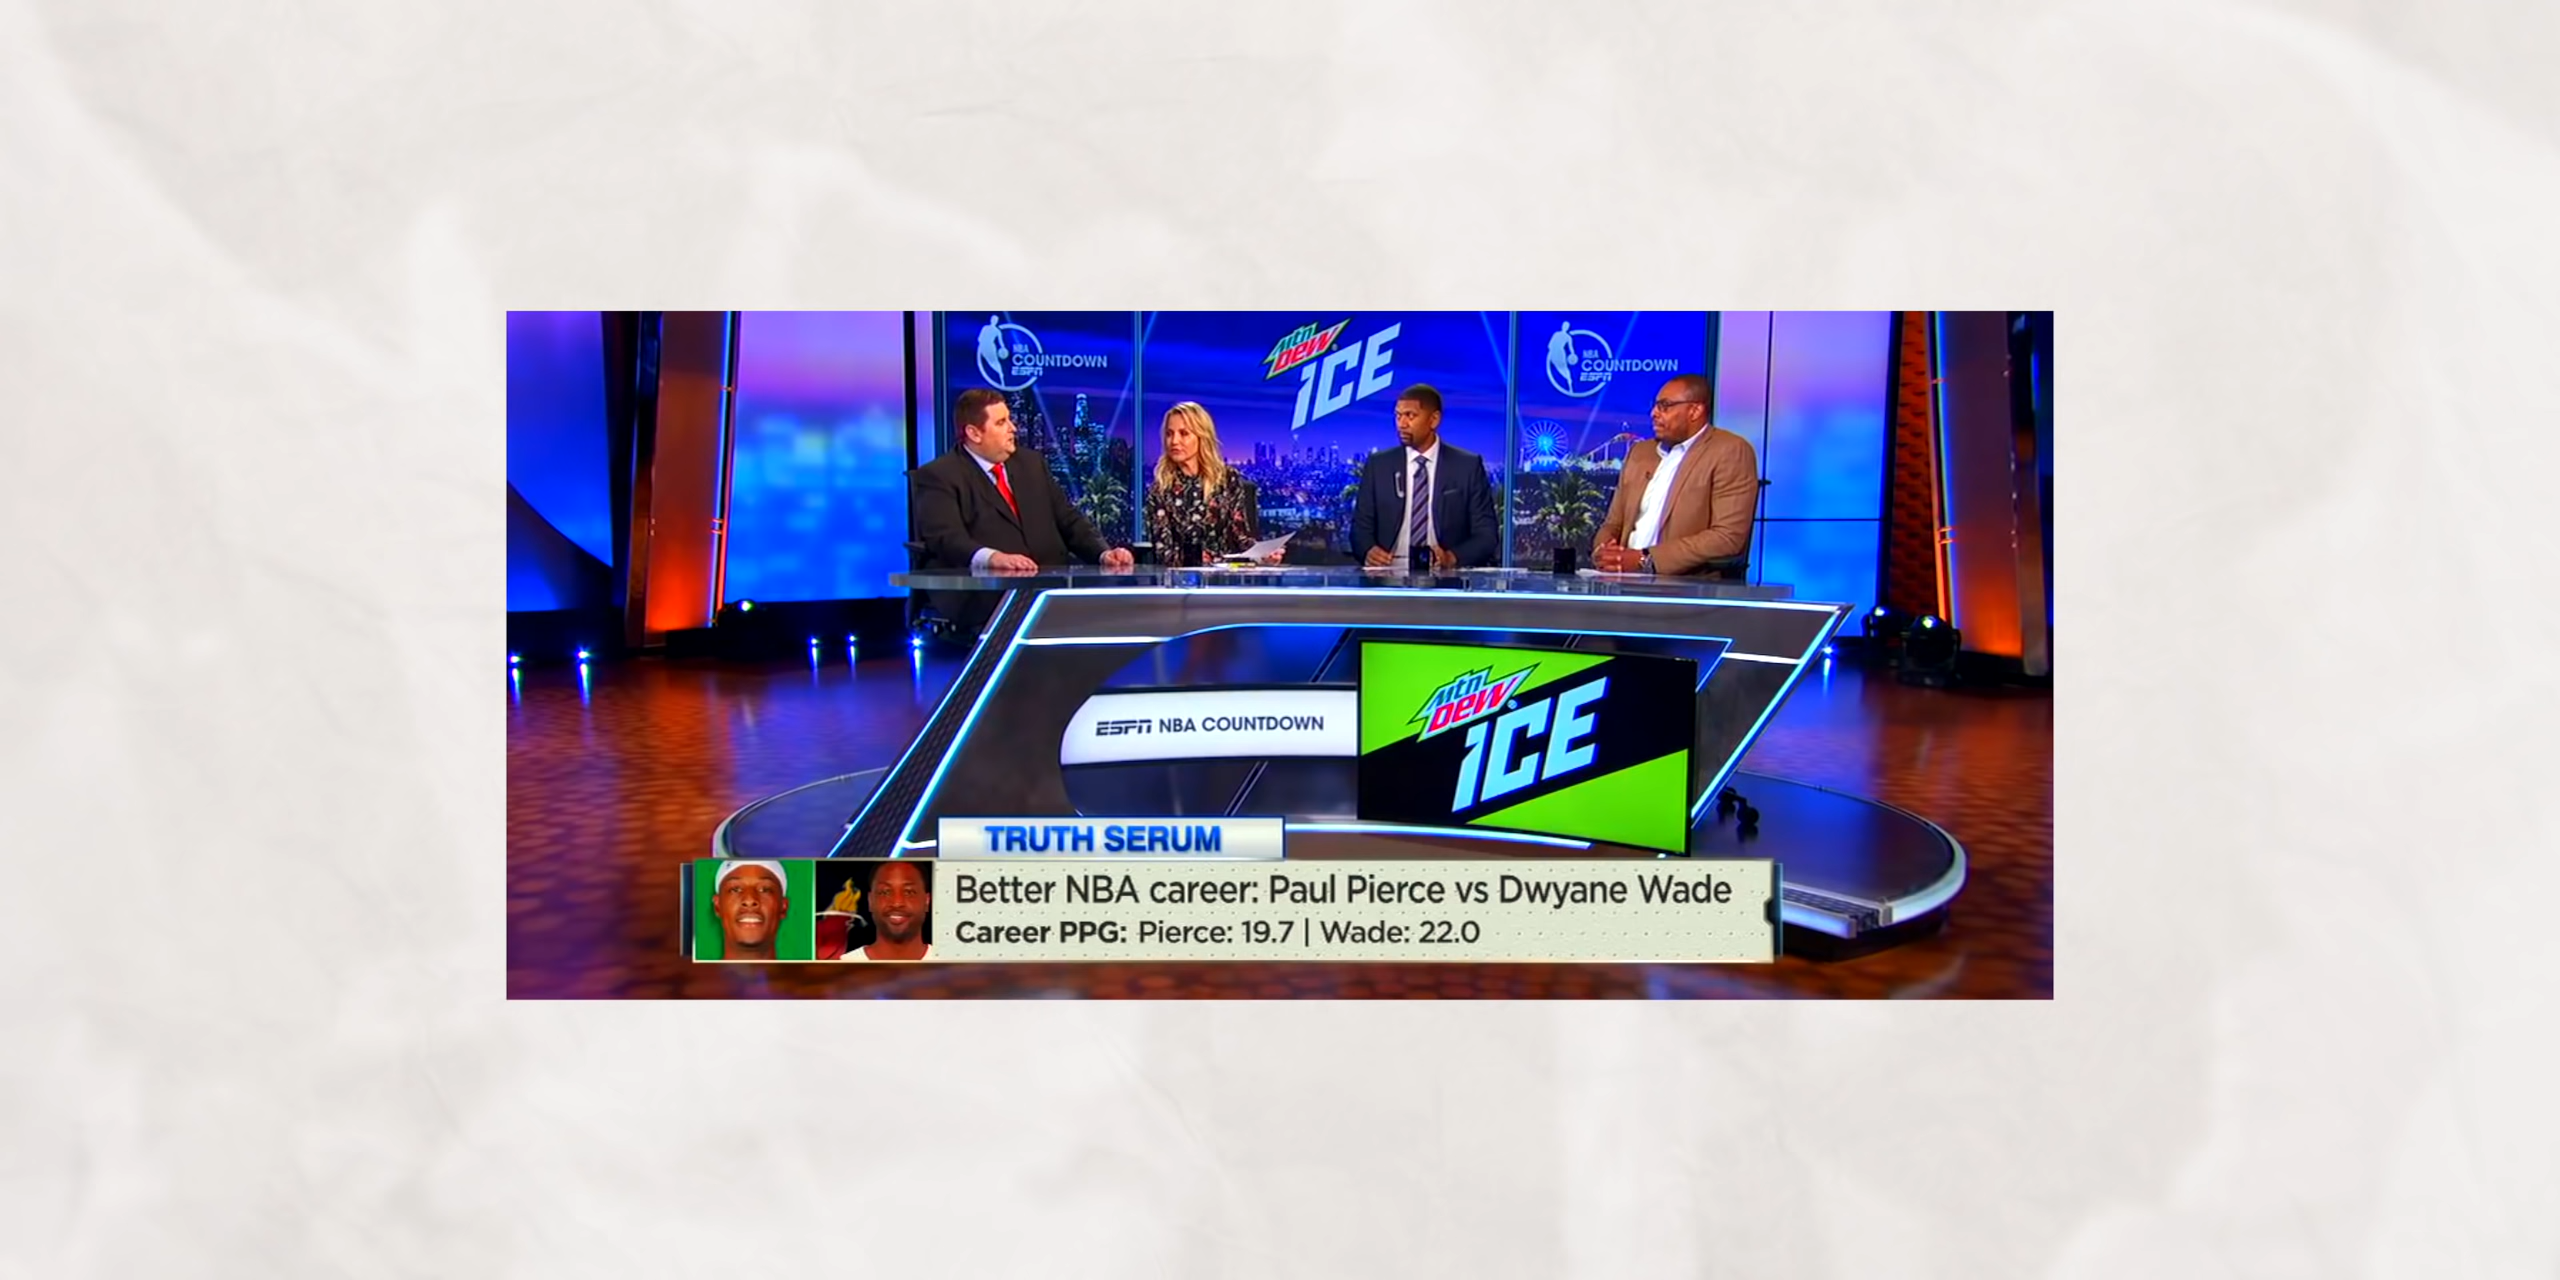 NBA
COUNTDOWN
ESPN
Mtn
DEW
ICE
NBA
COUNTDOWN
ESPN
ESPN NBA COUNTDOWN
Mtn
DEW
ICE
TRUTH SERUM
Better NBA career: Paul Pierce vs Dwyane Wade
Career PPG: Pierce: 19.7 | Wade: 22.0